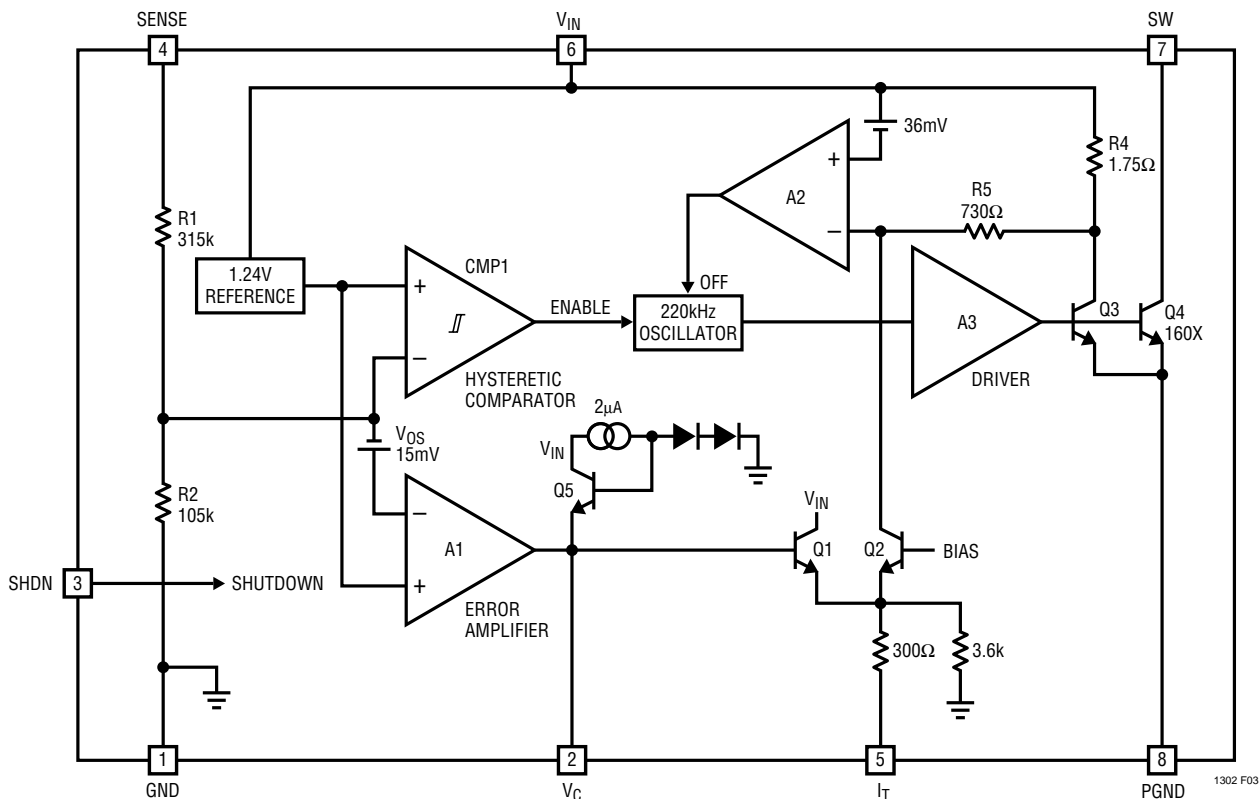 SENSE
4
VIN
6
SW
7
36mV
R4
1.75Ω
+
A2
R5
730Ω
−
R1
315k
1.24V
REFERENCE
CMP1
+
−
HYSTERETIC
COMPARATOR
ENABLE
OFF
220kHz
OSCILLATOR
A3
DRIVER
Q3
Q4
160X
VOS
15mV
2µA
VIN
Q5
R2
105k
−
A1
+
ERROR
AMPLIFIER
VIN
Q1
Q2
BIAS
SHDN
3
SHUTDOWN
300Ω
3.6k
1
GND
2
VC
5
IT
8
PGND
1302 F03